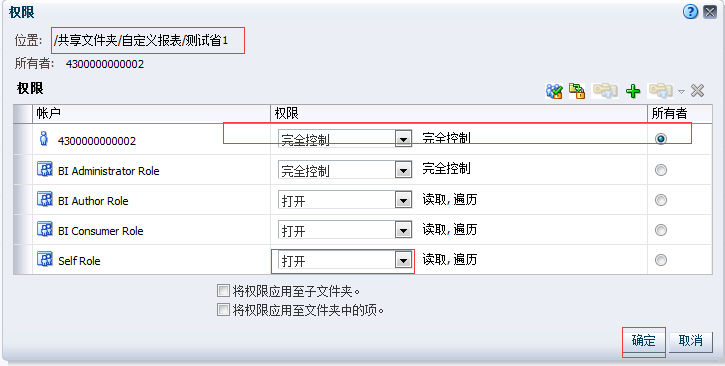 权限
位置: /共享文件夹/自定义报表/测试省1
所有者: 4300000000002
权限
帐户 权限 所有者
4300000000002 完全控制 完全控制
BI Administrator Role 完全控制 完全控制
BI Author Role 打开 读取, 遍历
BI Consumer Role 打开 读取, 遍历
Self Role 打开 读取, 遍历
将权限应用至子文件夹。
将权限应用至文件夹中的项。
确定 取消